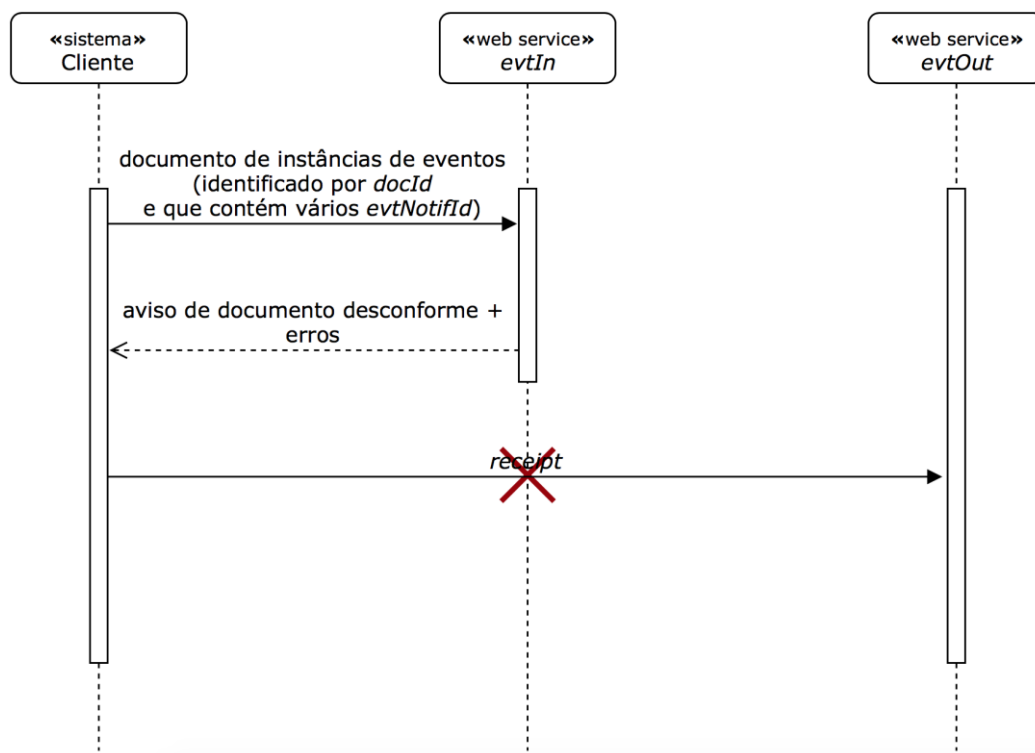 «sistema»
Cliente
«web service»
evtIn
«web service»
evtOut
documento de instâncias de eventos
(identificado por docId
e que contém vários evtNotifId)
aviso de documento desconforme +
erros
receipt